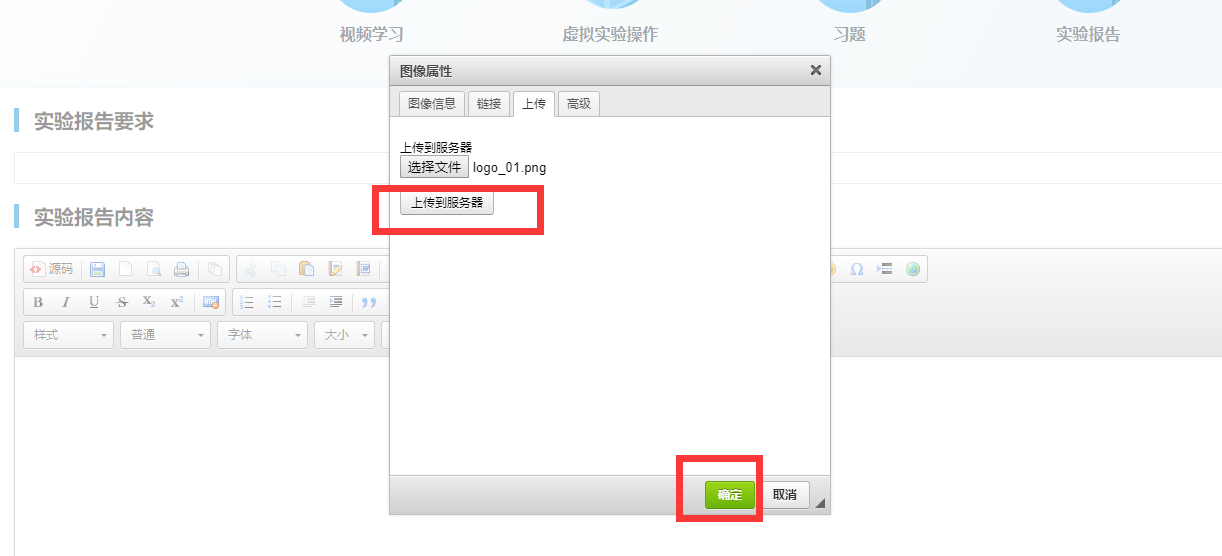 视频学习 虚拟实验操作 习题 实验报告
图像属性
图像信息 链接 上传 高级
实验报告要求
上传到服务器
选择文件 logo_01.png
上传到服务器
实验报告内容
源码
B I U S X₂ X²
样式 普通 字体 大小
确定 取消